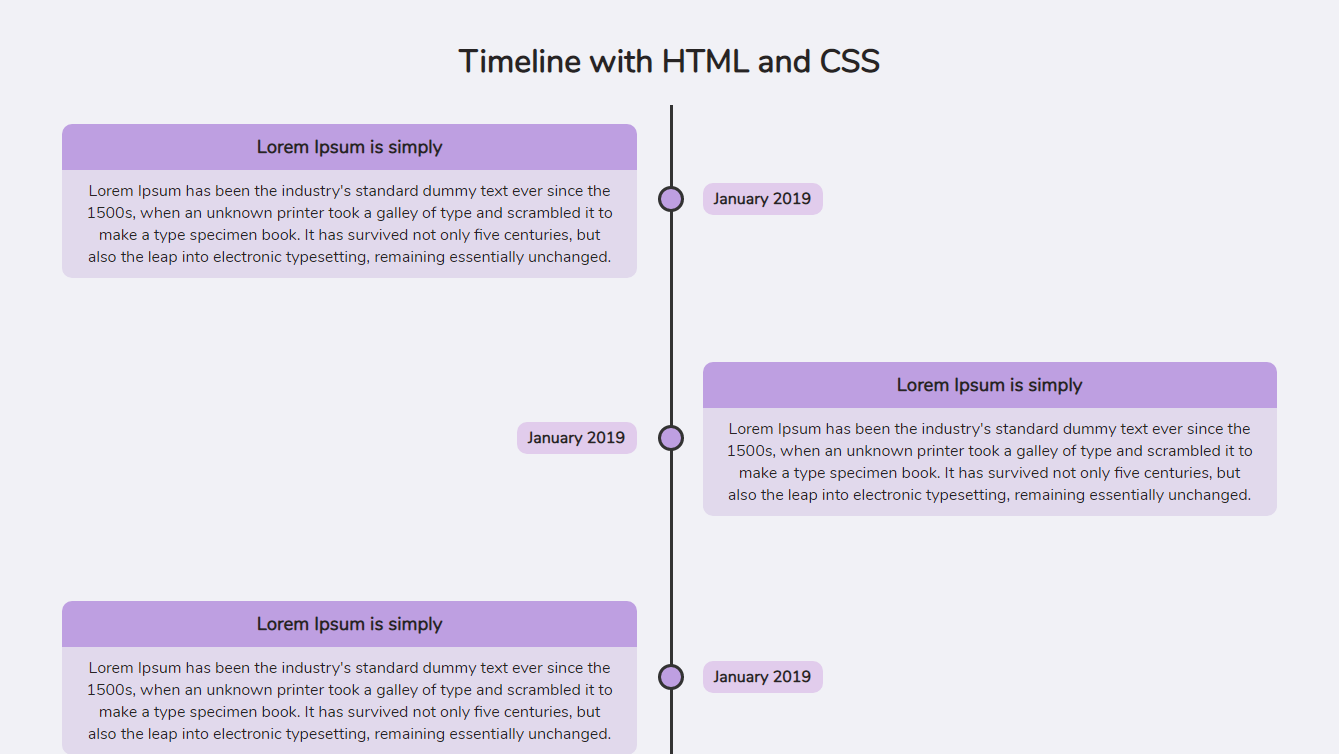 Timeline with HTML and CSS
Lorem Ipsum is simply
Lorem Ipsum has been the industry's standard dummy text ever since the
1500s, when an unknown printer took a galley of type and scrambled it to
make a type specimen book. It has survived not only five centuries, but
also the leap into electronic typesetting, remaining essentially unchanged.
January 2019
January 2019
Lorem Ipsum is simply
Lorem Ipsum has been the industry's standard dummy text ever since the
1500s, when an unknown printer took a galley of type and scrambled it to
make a type specimen book. It has survived not only five centuries, but
also the leap into electronic typesetting, remaining essentially unchanged.
Lorem Ipsum is simply
Lorem Ipsum has been the industry's standard dummy text ever since the
1500s, when an unknown printer took a galley of type and scrambled it to
make a type specimen book. It has survived not only five centuries, but
also the leap into electronic typesetting, remaining essentially unchanged.
January 2019